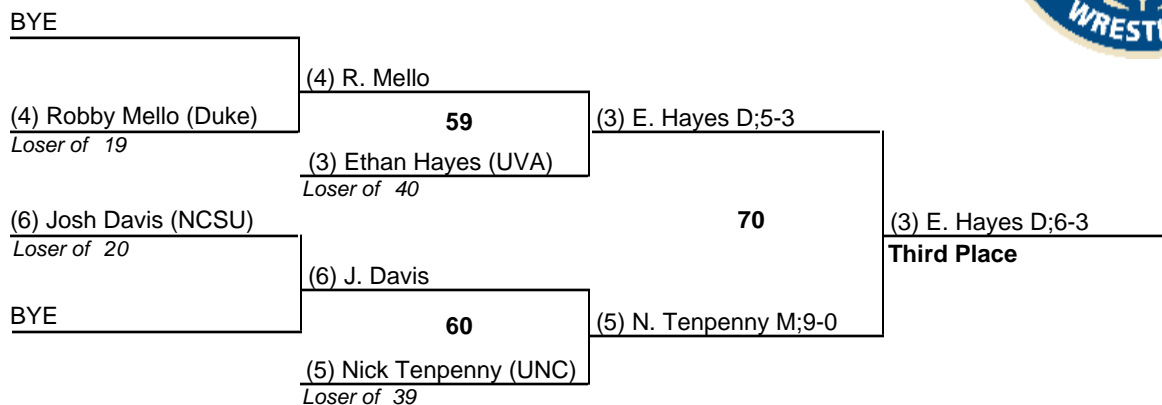 BYE
(4) R. Mello
(4) Robby Mello (Duke)
Loser of 19
59
(3) E. Hayes D;5-3
(3) Ethan Hayes (UVA)
Loser of 40
(6) Josh Davis (NCSU)
Loser of 20
70
(3) E. Hayes D;6-3
Third Place
(6) J. Davis
BYE
60
(5) N. Tenpenny M;9-0
(5) Nick Tenpenny (UNC)
Loser of 39